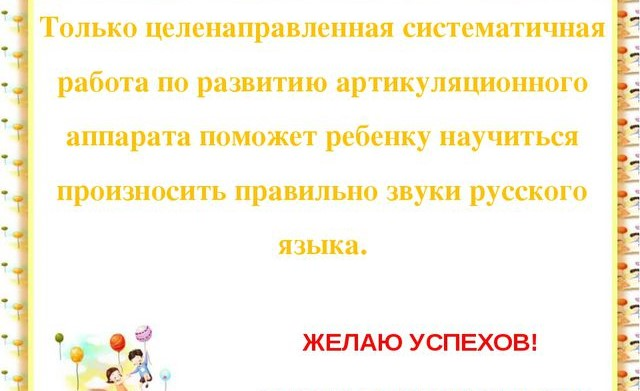 Только целенаправленная систематичная
работа по развитию артикуляционного
аппарата поможет ребенку научиться
произносить правильно звуки русского
языка.
ЖЕЛАЮ УСПЕХОВ!